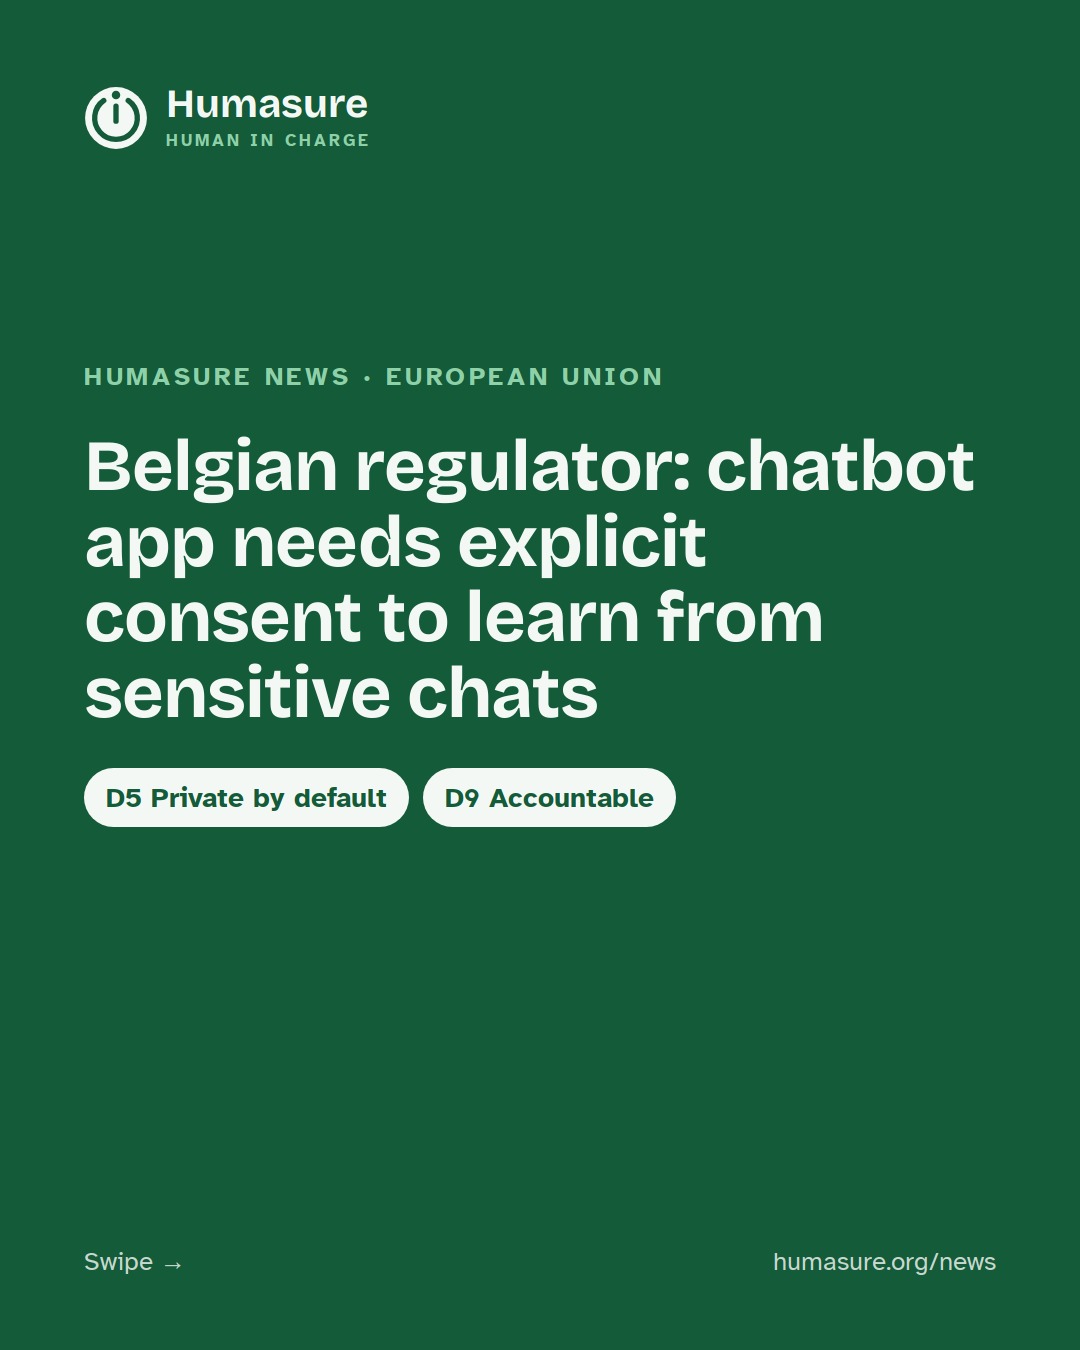 Humasure
HUMAN IN CHARGE
HUMASURE NEWS · EUROPEAN UNION
Belgian regulator: chatbot
app needs explicit
consent to learn from
sensitive chats
D5 Private by default
D9 Accountable
Swipe →
humasure.org/news